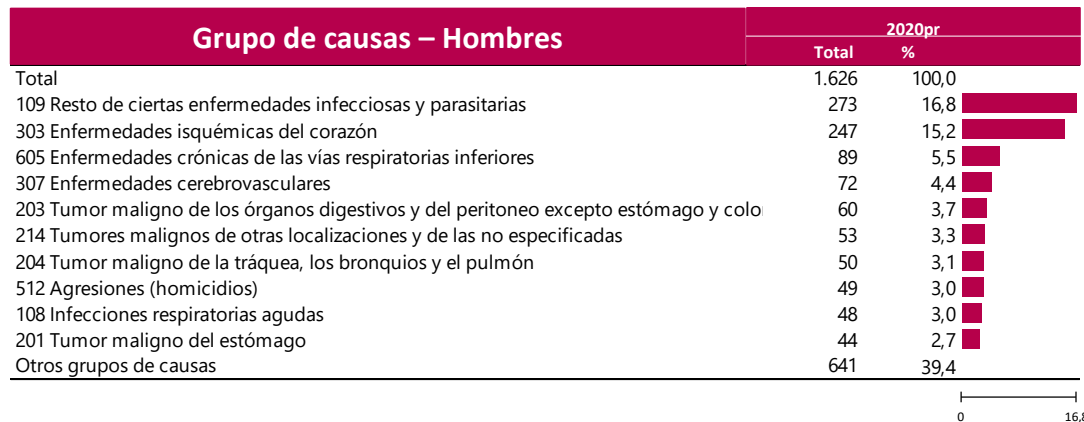 Grupo de causas – Hombres
2020pr
Total %
Total 1.626 100,0
109 Resto de ciertas enfermedades infecciosas y parasitarias 273 16,8
303 Enfermedades isquémicas del corazón 247 15,2
605 Enfermedades crónicas de las vías respiratorias inferiores 89 5,5
307 Enfermedades cerebrovasculares 72 4,4
203 Tumor maligno de los órganos digestivos y del peritoneo excepto estómago y colo 60 3,7
214 Tumores malignos de otras localizaciones y de las no especificadas 53 3,3
204 Tumor maligno de la tráquea, los bronquios y el pulmón 50 3,1
512 Agresiones (homicidios) 49 3,0
108 Infecciones respiratorias agudas 48 3,0
201 Tumor maligno del estómago 44 2,7
Otros grupos de causas 641 39,4
0 16,8